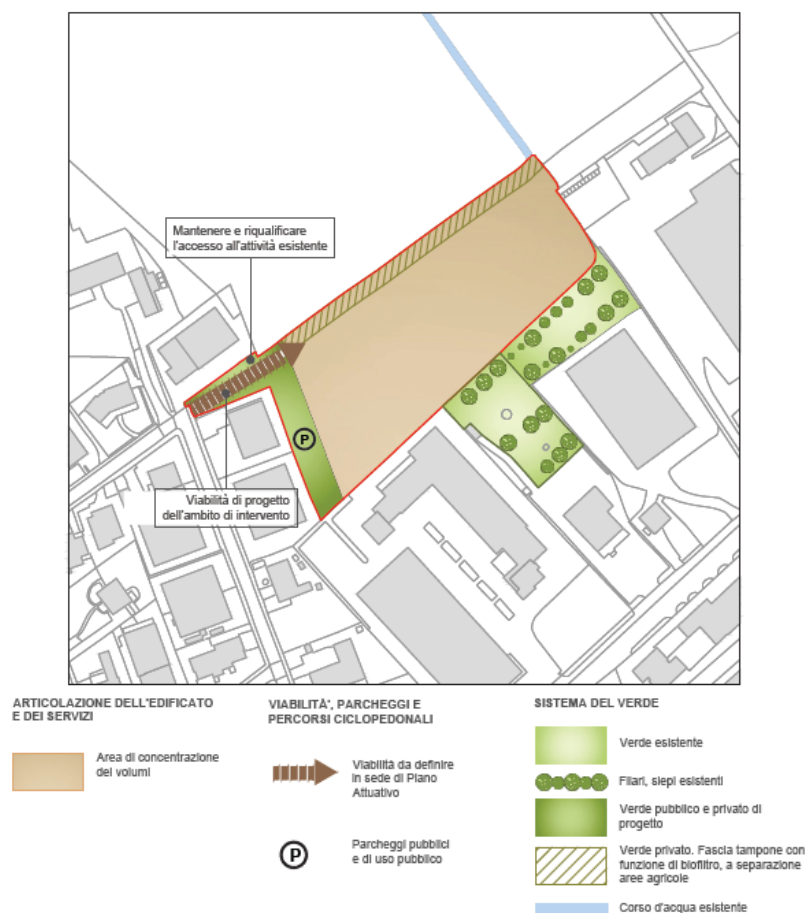 Mantenere e riqualificare
l'accesso all'attività esistente
P
Viabilità di progetto
dell'ambito di intervento
ARTICOLAZIONE DELL'EDIFICATO
E DEI SERVIZI
Area di concentrazione
dei volumi
VIABILITÀ', PARCHEGGI E
PERCORSI CICLOPEDONALI
Viabilità da definire
in sede di Piano
Attuativo
P
Parcheggi pubblici
e di uso pubblico
SISTEMA DEL VERDE
Verde esistente
Filari, siepi esistenti
Verde pubblico e privato di
progetto
Verde privato. Fascia tampone con
funzione di biofiltro, a separazione
aree agricole
Corso d'acqua esistente